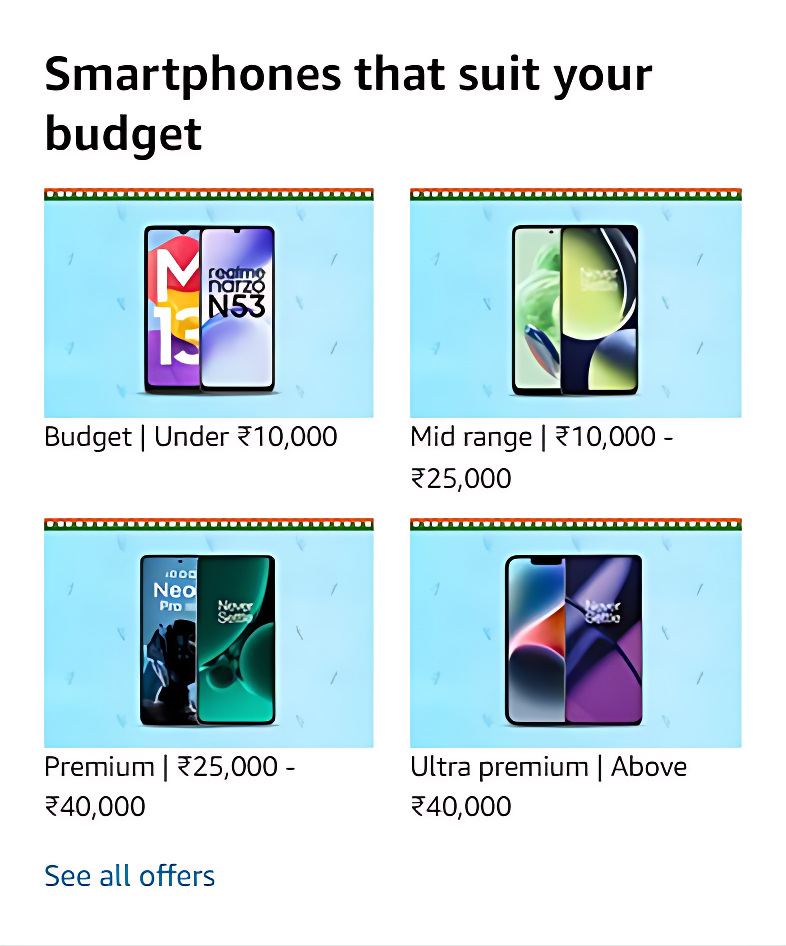 Smartphones that suit your
budget
M
13
realme
narzo
N53
Never
Settle
Budget | Under ₹10,000
Mid range | ₹10,000 -
₹25,000
Neo
Pro
Never
Settle
Never
Settle
Premium | ₹25,000 -
₹40,000
Ultra premium | Above
₹40,000
See all offers